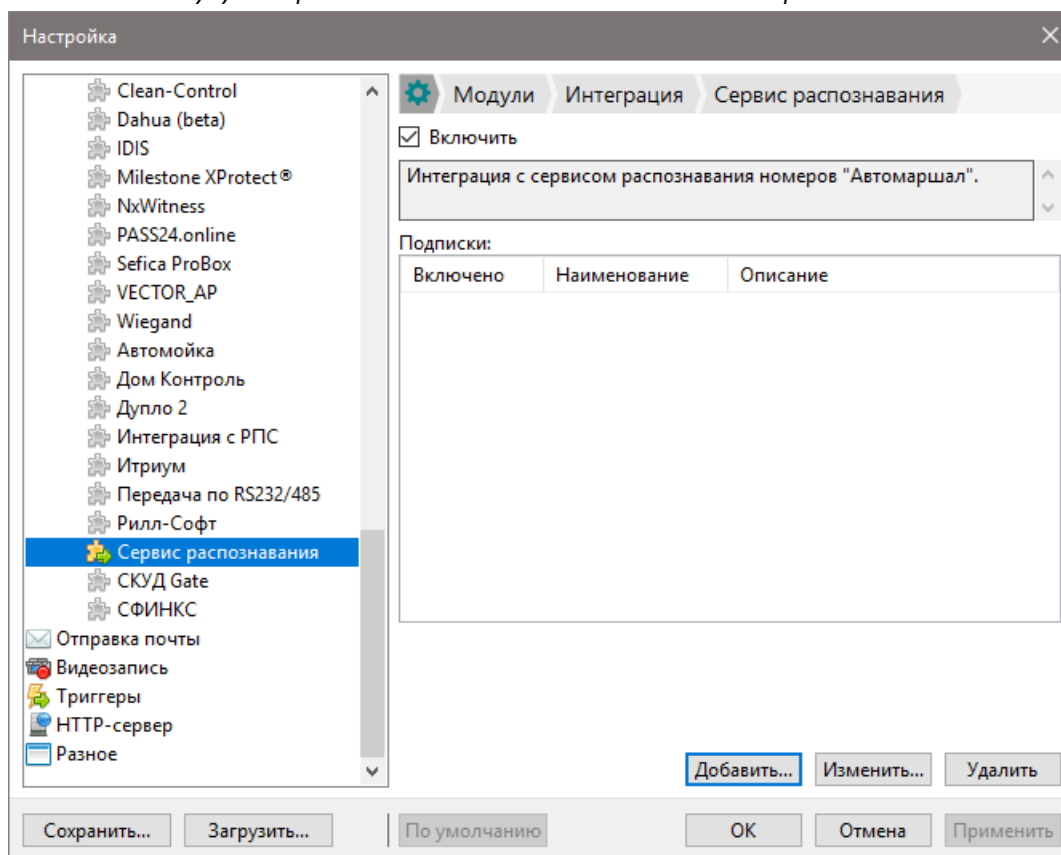 Настройка
Clean-Control
Dahua (beta)
IDIS
Milestone XProtect®
NxWitness
PASS24.online
Sefica ProBox
VECTOR_AP
Wiegand
Автомойка
Дом Контроль
Дупло 2
Интеграция с РПС
Итриум
Передача по RS232/485
Рилл-Софт
Сервис распознавания
СКУД Gate
СФИНКС
Отправка почты
Видеозапись
Триггеры
HTTP-сервер
Разное
Модули Интеграция Сервис распознавания
Включить
Интеграция с сервисом распознавания номеров "Автомаршал".
Подписки:
Включено Наименование Описание
Добавить... Изменить... Удалить
Сохранить... Загрузить... По умолчанию ОК Отмена Применить